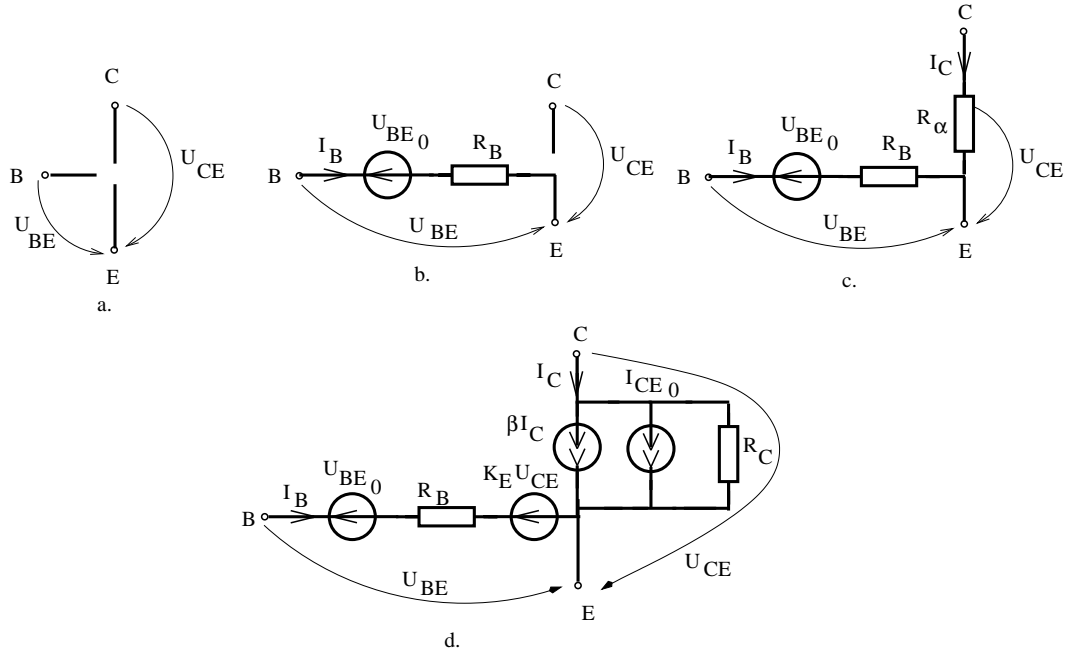 C
B
E
U CE
U BE
a.
B
I B
U BE 0
R B
C
U CE
U BE
E
b.
B
I B
U BE 0
R B
C
I C
R α
U CE
U BE
E
c.
B
I B
U BE 0
R B
K E U CE
C
I C
I CE 0
βI C
R C
U BE
U CE
E
d.